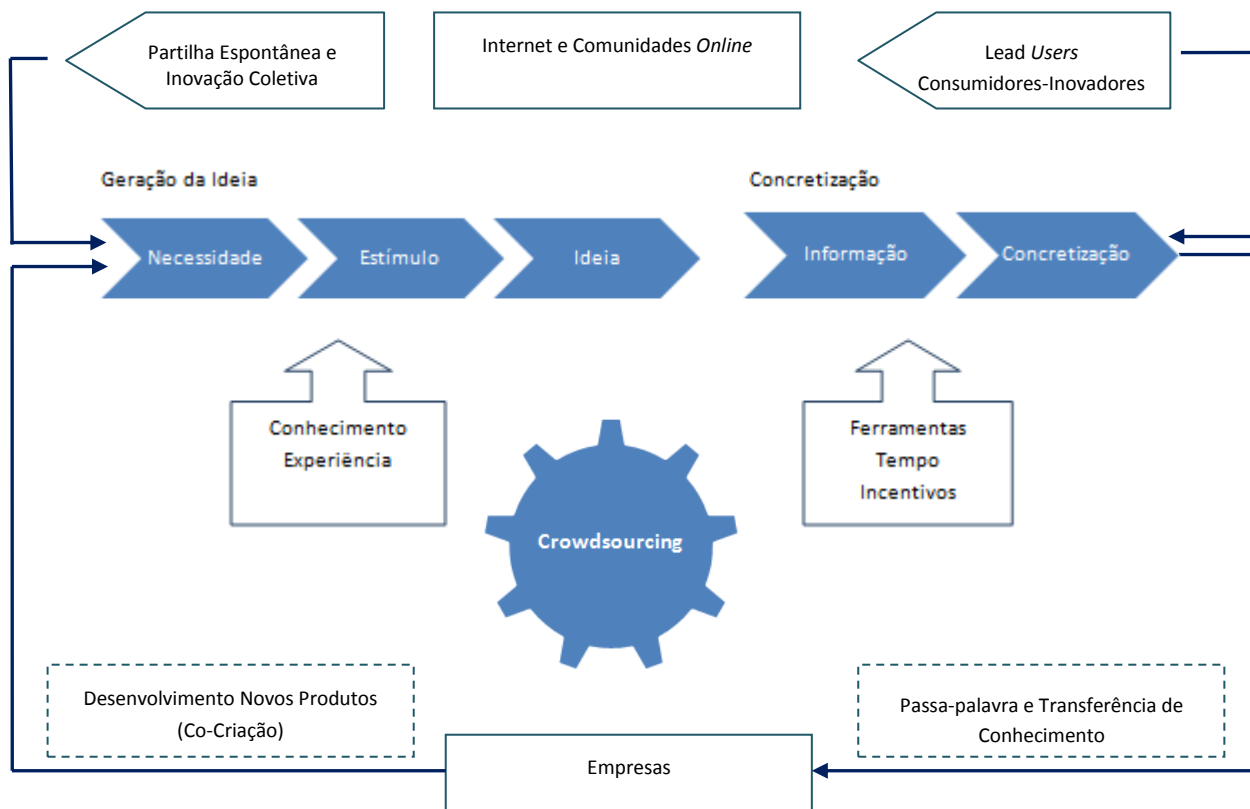 Partilha Espontânea e
Inovação Coletiva
Internet e Comunidades Online
Lead Users
Consumidores-Inovadores
Geração da Ideia
Concretização
Necessidade
Estímulo
Ideia
Informação
Concretização
Conhecimento
Experiência
Ferramentas
Tempo
Incentivos
Crowdsourcing
Desenvolvimento Novos Produtos
(Co-Criação)
Passa-palavra e Transferência de
Conhecimento
Empresas